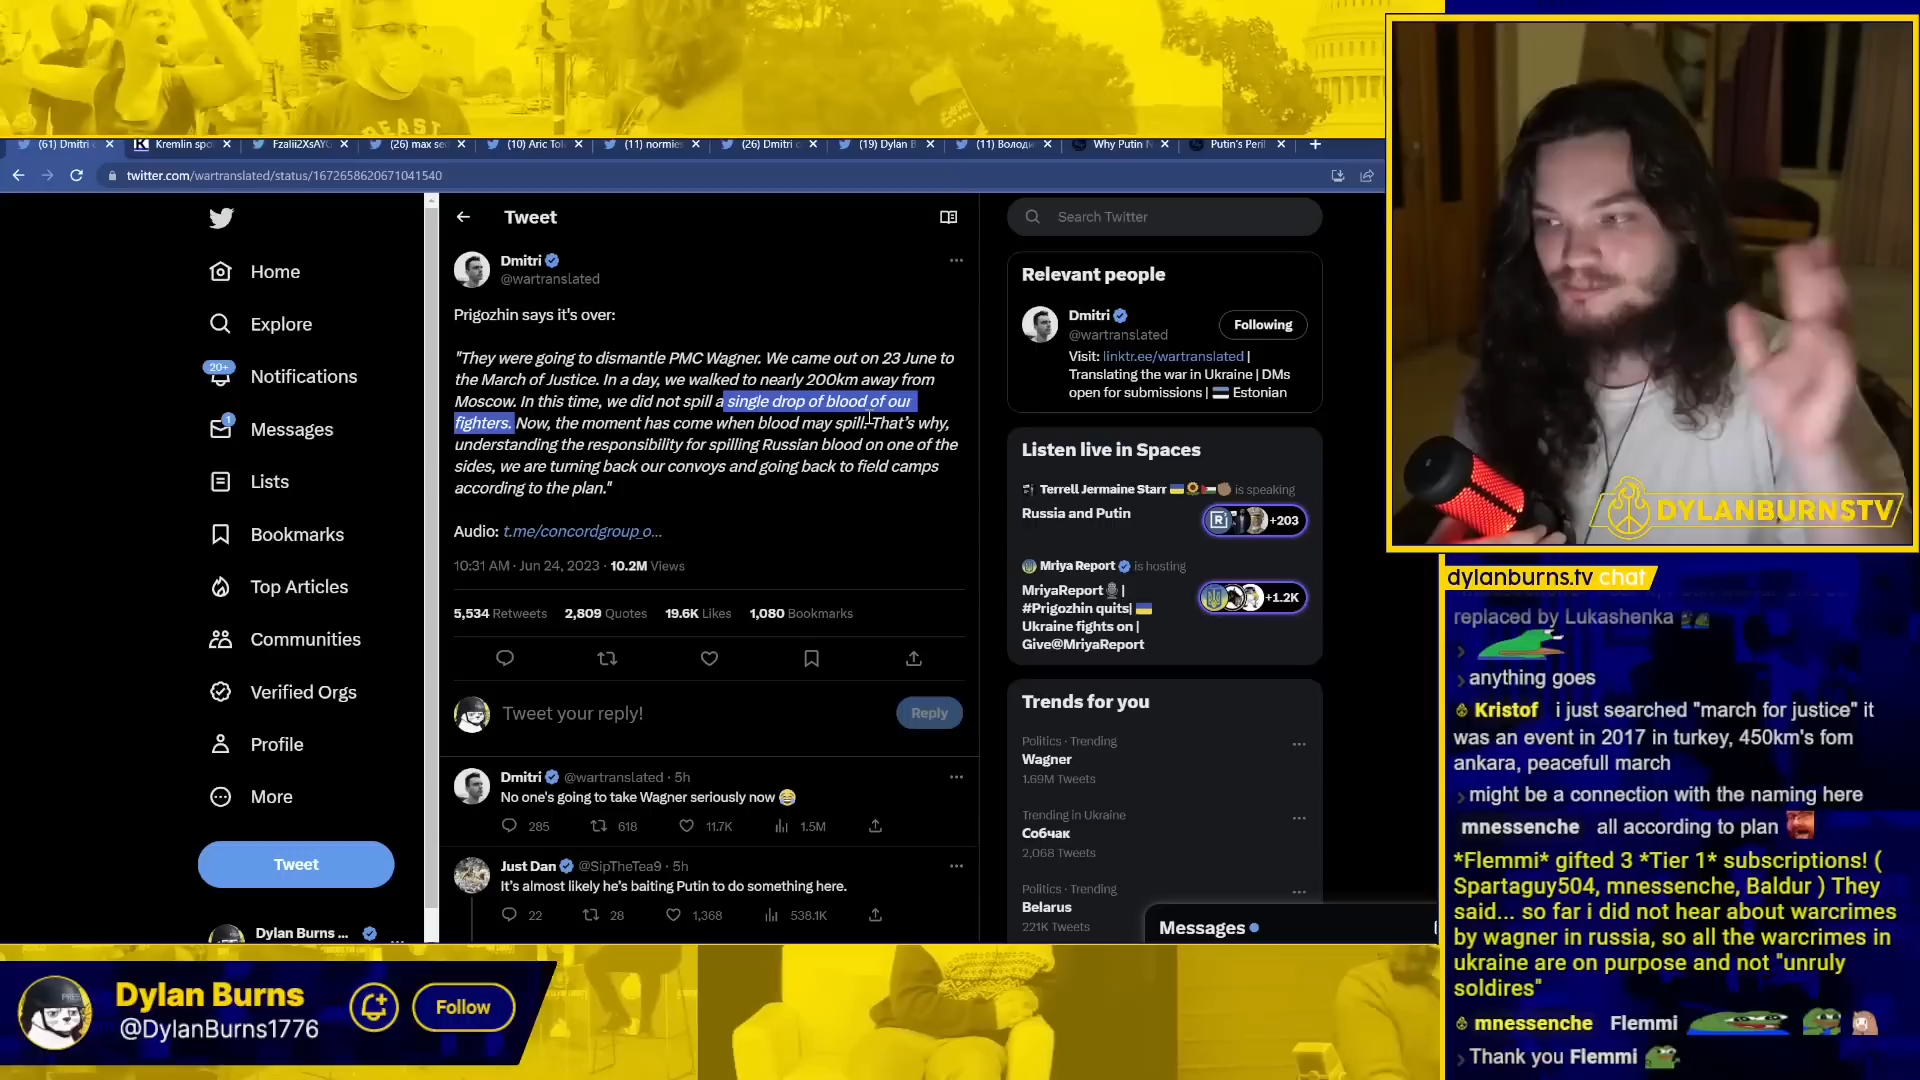 (61) Dmitri
Kremlin spo
FzaIii2XsAYG
(26) max se
(10) Aric Tol
(11) normies
(26) Dmitri
(19) Dylan B
(11) Волод
Why Putin N
Putin's Peri
twitter.com/wartranslated/status/1672658620671041540
Home
Explore
20+
Notifications
1
Messages
Lists
Bookmarks
Top Articles
Communities
Verified Orgs
Profile
More
Tweet
Dylan Burns ...
Tweet
Dmitri
@wartranslated
Prigozhin says it's over:
"They were going to dismantle PMC Wagner. We came out on 23 June to
the March of Justice. In a day, we walked to nearly 200km away from
Moscow. In this time, we did not spill a single drop of blood of our
fighters. Now, the moment has come when blood may spill. That's why,
understanding the responsibility for spilling Russian blood on one of the
sides, we are turning back our convoys and going back to field camps
according to the plan."
Audio: t.me/concordgroup_o...
10:31 AM · Jun 24, 2023 · 10.2M Views
5,534 Retweets 2,809 Quotes 19.6K Likes 1,080 Bookmarks
Tweet your reply!
Reply
Dmitri @wartranslated · 5h
No one's going to take Wagner seriously now 😂
285 618 11.7K 1.5M
Just Dan @SipTheTea9 · 5h
It's almost likely he's baiting Putin to do something here.
22 28 1,368 538.1K
Search Twitter
Relevant people
Dmitri
@wartranslated
Following
Visit: linktr.ee/wartranslated |
Translating the war in Ukraine | DMs
open for submissions | Estonian
Listen live in Spaces
Terrell Jermaine Starr is speaking
Russia and Putin
+203
Mriya Report is hosting
MriyaReport |
#Prigozhin quits|
Ukraine fights on |
Give@MriyaReport
+1.2K
Trends for you
Politics · Trending
Wagner
1.69M Tweets
Trending in Ukraine
Собчак
2,068 Tweets
Politics · Trending
Belarus
221K Tweets
Messages
DYLANBURNSTV
dylanburns.tv chat
replaced by Lukashenka
anything goes
Kristof i just searched "march for justice" it
was an event in 2017 in turkey, 450km's fom
ankara, peacefull march
might be a connection with the naming here
mnessenche all according to plan
*Flemmi* gifted 3 *Tier 1* subscriptions! (
Spartaguy504, mnessenche, Baldur ) They
said... so far i did not hear about warcrimes
by wagner in russia, so all the warcrimes in
ukraine are on purpose and not "unruly
soldires"
mnessenche Flemmi
Thank you Flemmi
Dylan Burns
@DylanBurns1776
Follow